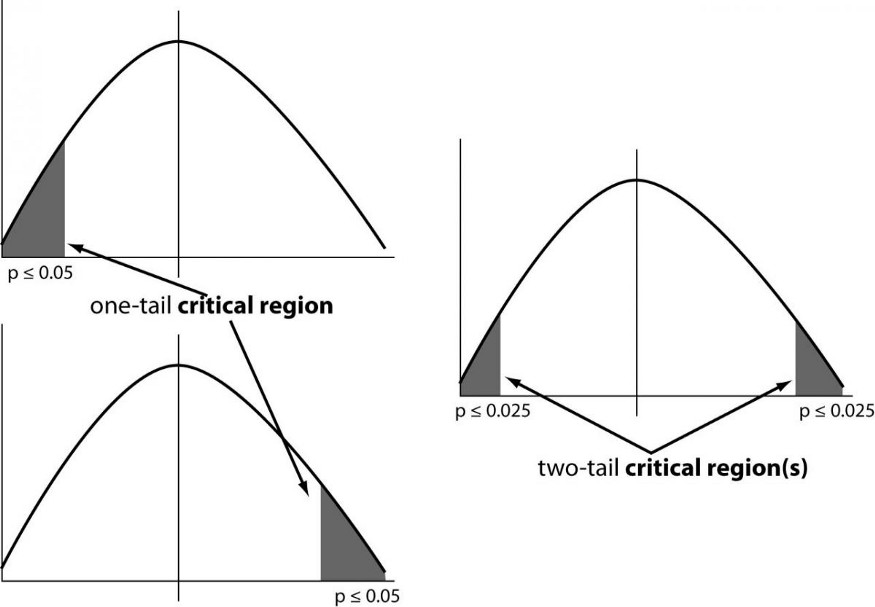 p ≤ 0.05
one-tail critical region
p ≤ 0.05
p ≤ 0.025
p ≤ 0.025
two-tail critical region(s)